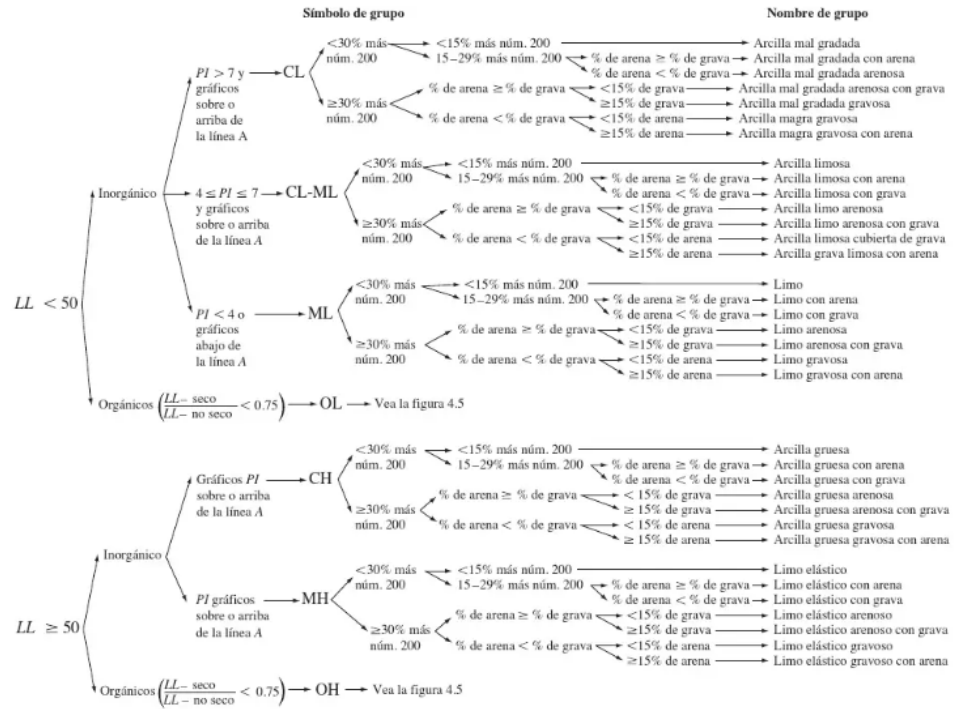 Símbolo de grupo Nombre de grupo
<30% más <15% más núm. 200 Arcilla mal gradada
núm. 200 15–29% más núm. 200 % de arena ≥ % de grava Arcilla mal gradada con arena
PI > 7 y CL % de arena < % de grava Arcilla mal gradada arenosa
gráficos ≥30% más % de arena ≥ % de grava <15% de grava Arcilla mal gradada arenosa con grava
sobre o núm. 200 ≥15% de grava Arcilla mal gradada gravosa
arriba de % de arena < % de grava <15% de arena Arcilla magra gravosa
la línea A ≥15% de arena Arcilla magra gravosa con arena
<30% más <15% más núm. 200 Arcilla limosa
núm. 200 15–29% más núm. 200 % de arena ≥ % de grava Arcilla limosa con arena
Inorgánico 4 ≤ PI ≤ 7 CL-ML % de arena < % de grava Arcilla limosa con grava
y gráficos ≥30% más % de arena ≥ % de grava <15% de grava Arcilla limo arenosa
sobre o arriba núm. 200 ≥15% de grava Arcilla limo arenosa con grava
de la línea A % de arena < % de grava <15% de arena Arcilla limosa cubierta de grava
≥15% de arena Arcilla grava limosa con arena
LL < 50
<30% más <15% más núm. 200 Limo
núm. 200 15–29% más núm. 200 % de arena ≥ % de grava Limo con arena
PI < 4 o ML % de arena < % de grava Limo con grava
gráficos ≥30% más % de arena ≥ % de grava <15% de grava Limo arenosa
abajo de núm. 200 ≥15% de grava Limo arenosa con grava
la línea A % de arena < % de grava <15% de arena Limo gravosa
≥15% de arena Limo gravosa con arena
Orgánicos (LL– seco / LL– no seco < 0.75) OL Vea la figura 4.5
<30% más <15% más núm. 200 Arcilla gruesa
núm. 200 15–29% más núm. 200 % de arena ≥ % de grava Arcilla gruesa con arena
Gráficos PI CH % de arena < % de grava Arcilla gruesa con grava
sobre o arriba ≥30% más % de arena ≥ % de grava < 15% de grava Arcilla gruesa arenosa
de la línea A núm. 200 ≥ 15% de grava Arcilla gruesa arenosa con grava
% de arena < % de grava < 15% de arena Arcilla gruesa gravosa
≥ 15% de arena Arcilla gruesa gravosa con arena
Inorgánico
<30% más <15% más núm. 200 Limo elástico
núm. 200 15–29% más núm. 200 % de arena ≥ % de grava Limo elástico con arena
PI gráficos MH % de arena < % de grava Limo elástico con grava
sobre o arriba ≥30% más % de arena ≥ % de grava <15% de grava Limo elástico arenoso
de la línea A núm. 200 ≥15% de grava Limo elástico arenoso con grava
% de arena < % de grava <15% de arena Limo elástico gravoso
≥15% de arena Limo elástico gravoso con arena
LL ≥ 50
Orgánicos (LL– seco / LL – no seco < 0.75) OH Vea la figura 4.5